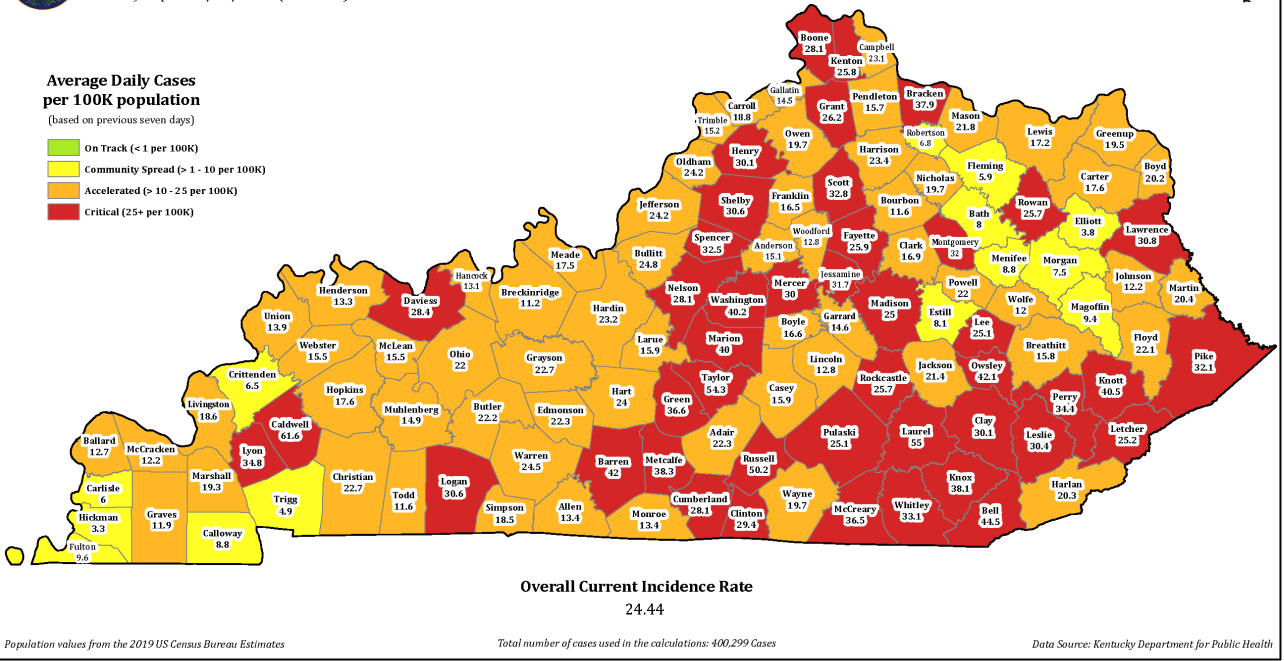 Average Daily Cases
per 100K population
(based on previous seven days)
On Track (< 1 per 100K)
Community Spread (> 1 - 10 per 100K)
Accelerated (> 10 - 25 per 100K)
Critical (25+ per 100K)
Boone
28.1
Kenton
25.8
Campbell
23.1
Gallatin
14.5
Carroll
18.8
Trimble
15.2
Grant
26.2
Pendleton
15.7
Bracken
37.9
Mason
21.8
Robertson
6.8
Lewis
17.2
Greenup
19.5
Boyd
20.2
Carter
17.6
Oldham
24.2
Henry
30.1
Owen
19.7
Harrison
23.4
Nicholas
19.7
Fleming
5.9
Rowan
25.7
Elliott
3.8
Lawrence
30.8
Jefferson
24.2
Shelby
30.6
Franklin
16.5
Scott
32.8
Bourbon
11.6
Bath
8
Spencer
32.5
Anderson
15.1
Woodford
12.8
Fayette
25.9
Clark
16.9
Montgomery
32
Menifee
8.8
Morgan
7.5
Johnson
12.2
Martin
20.4
Meade
17.5
Bullitt
24.8
Nelson
28.1
Washington
40.2
Mercer
30
Jessamine
31.7
Madison
25
Estill
8.1
Powell
22
Wolfe
12
Magoffin
9.4
Floyd
22.1
Pike
32.1
Henderson
13.3
Daviess
28.4
Hancock
13.1
Breckinridge
11.2
Hardin
23.2
Union
13.9
Webster
15.5
McLean
15.5
Ohio
22
Grayson
22.7
Larue
15.9
Marion
40
Boyle
16.6
Garrard
14.6
Lincoln
12.8
Rockcastle
25.7
Jackson
21.4
Lee
25.1
Owsley
42.1
Breathitt
15.8
Knott
40.5
Perry
34.4
Letcher
25.2
Crittenden
6.5
Livingston
18.6
Hopkins
17.6
Muhlenberg
14.9
Butler
22.2
Edmonson
22.3
Hart
24
Green
36.6
Taylor
54.3
Casey
15.9
Adair
22.3
Russell
50.2
Pulaski
25.1
Laurel
55
Clay
30.1
Leslie
30.4
Harlan
20.3
Caldwell
61.6
Lyon
34.8
Ballard
12.7
McCracken
12.2
Marshall
19.3
Carlisle
6
Hickman
3.3
Fulton
9.6
Graves
11.9
Calloway
8.8
Trigg
4.9
Christian
22.7
Todd
11.6
Logan
30.6
Warren
24.5
Simpson
18.5
Allen
13.4
Barren
42
Metcalfe
38.3
Monroe
13.4
Cumberland
28.1
Clinton
29.4
Wayne
19.7
McCreary
36.5
Whitley
33.1
Knox
38.1
Bell
44.5
Overall Current Incidence Rate
24.44
Population values from the 2019 US Census Bureau Estimates
Total number of cases used in the calculations: 400,299 Cases
Data Source: Kentucky Department for Public Health